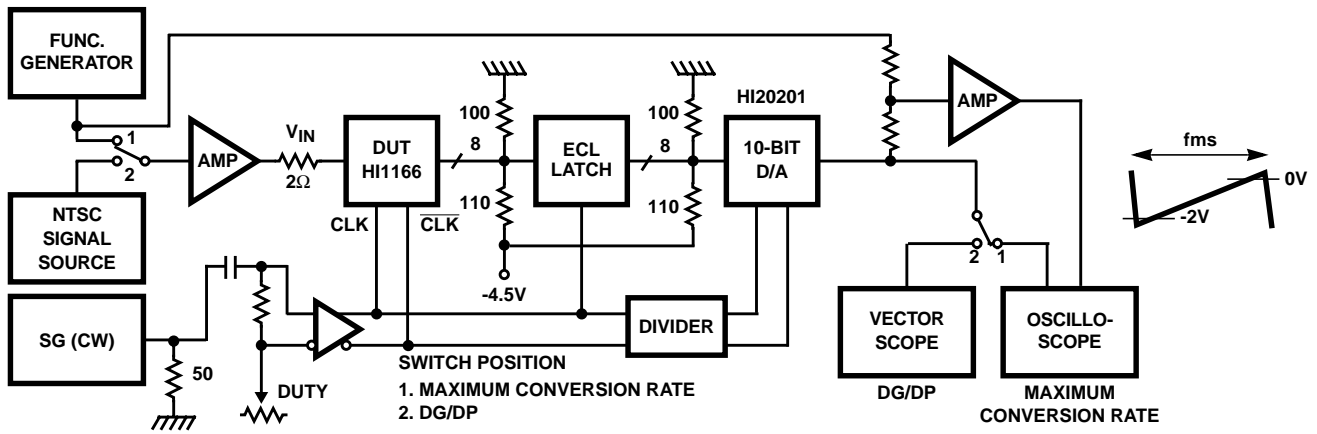 FUNC.
GENERATOR
1
2
NTSC
SIGNAL
SOURCE
SG (CW)
50
AMP
VIN
2Ω
DUT
HI1166
CLK
CLK
8
100
110
-4.5V
ECL
LATCH
8
100
110
HI20201
10-BIT
D/A
DIVIDER
DUTY
SWITCH POSITION
1. MAXIMUM CONVERSION RATE
2. DG/DP
AMP
2
1
VECTOR
SCOPE
DG/DP
OSCILLO-
SCOPE
MAXIMUM
CONVERSION RATE
fms
0V
-2V